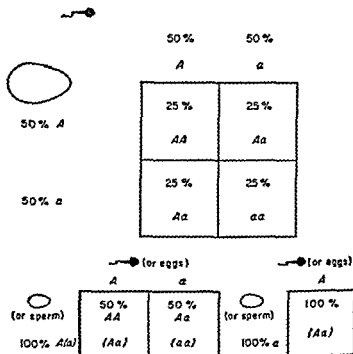 50% 50%
A a
25% 25%
50% A
AA Aa
25% 25%
50% a
Aa aa
(or eggs) (or eggs)
A a A
50% 50% 100%
(or sperm) AA Aa (or sperm)
100% A(a) {Aa} {aa} 100% a {Aa}